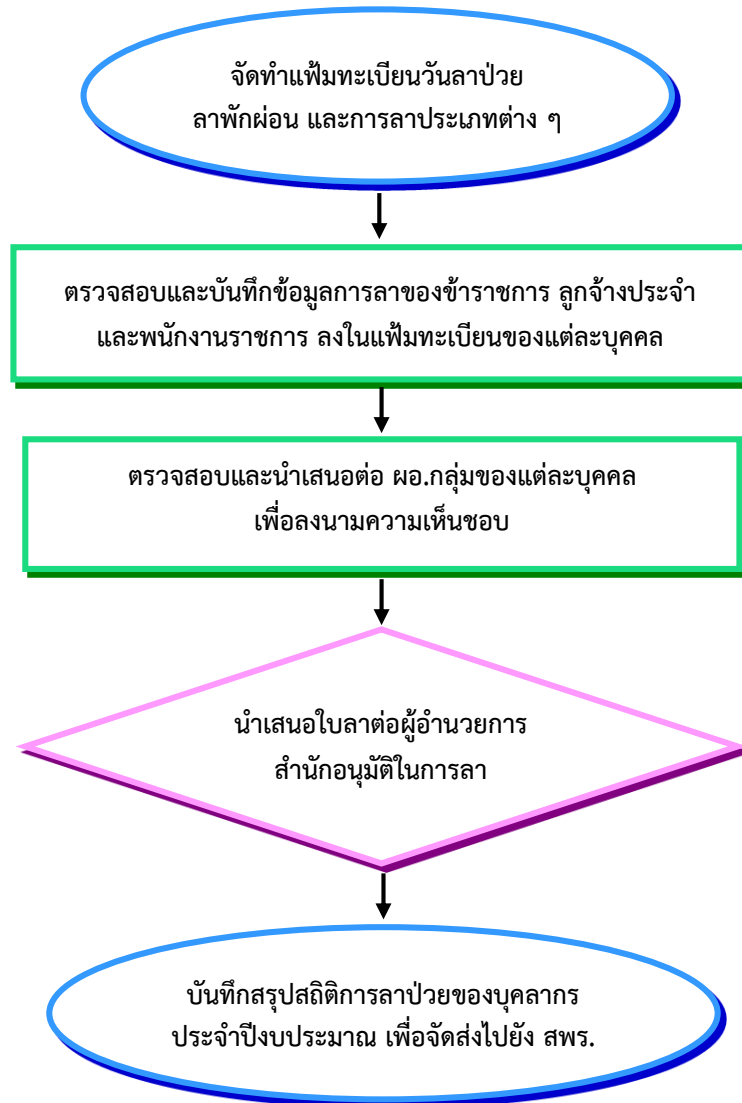 จัดทำแฟ้มทะเบียนวันลาป่วย
ลาพักผ่อน และการลาประเภทต่าง ๆ
ตรวจสอบและบันทึกข้อมูลการลาของข้าราชการ ลูกจ้างประจำ
และพนักงานราชการ ลงในแฟ้มทะเบียนของแต่ละบุคคล
ตรวจสอบและนำเสนอต่อ ผอ.กลุ่มของแต่ละบุคคล
เพื่อลงนามความเห็นชอบ
นำเสนอใบลาต่อผู้อำนวยการ
สำนักอนุมัติในการลา
บันทึกสรุปสถิติการลาป่วยของบุคลากร
ประจำปีงบประมาณ เพื่อจัดส่งไปยัง สพร.